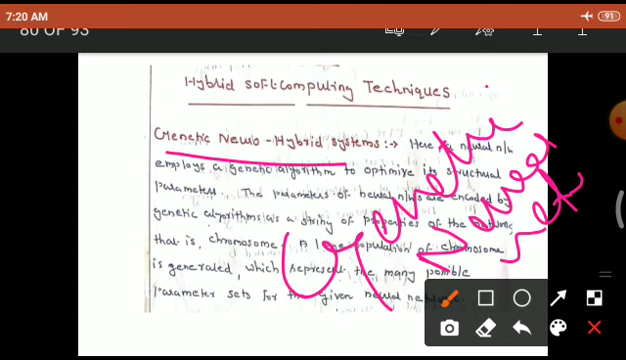 7:20 AM
91
80 OF 93
Hybrid Soft Computing Techniques
Genetic Neuro - Hybrid systems :→ Here a neural n/w
employs a genetic algorithm to optimize its structural
parameters. The parameters of neural n/ws are encoded by
genetic algorithms as a string of properties of the network,
that is, chromosomes. A large population of chromosome
is generated, which represent the many possible
parameter sets for the given neural network.
Genetic
Neural